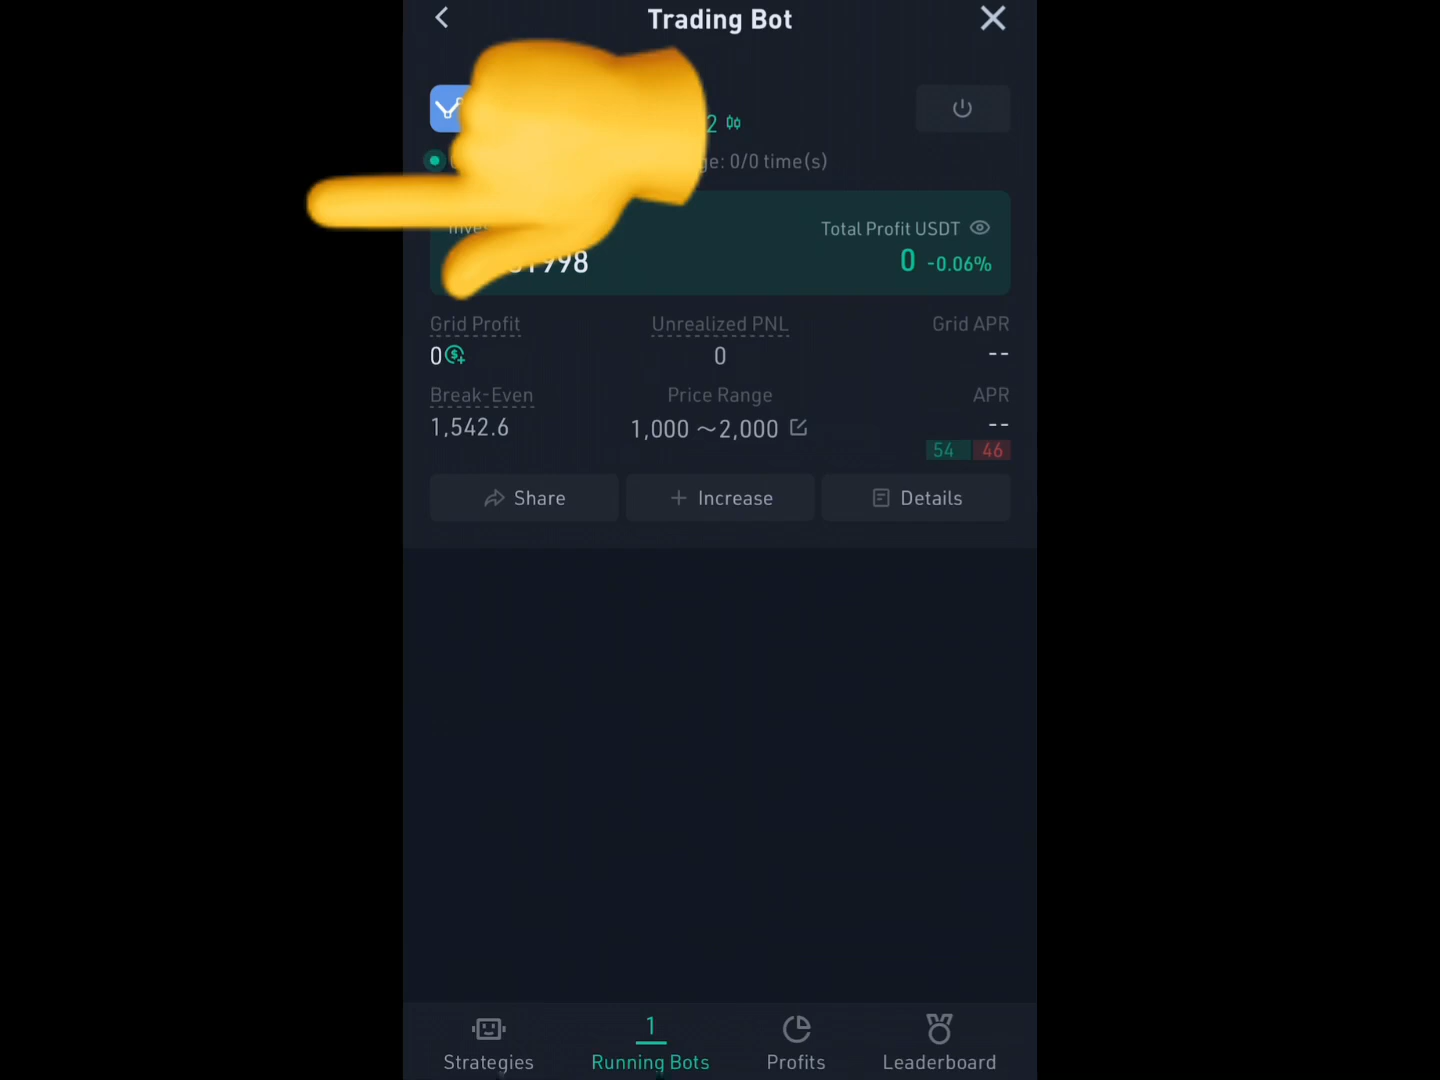 Trading Bot
2
ge: 0/0 time(s)
Total Profit USDT
1998
0 -0.06%
Grid Profit Unrealized PNL Grid APR
0 0 --
Break-Even Price Range APR
1,542.6 1,000 ~2,000 --
54 46
Share Increase Details
1
Strategies Running Bots Profits Leaderboard